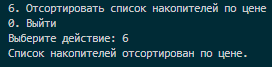 6. Отсортировать список накопителей по цене
0. Выйти
Выберите действие: 6
Список накопителей отсортирован по цене.